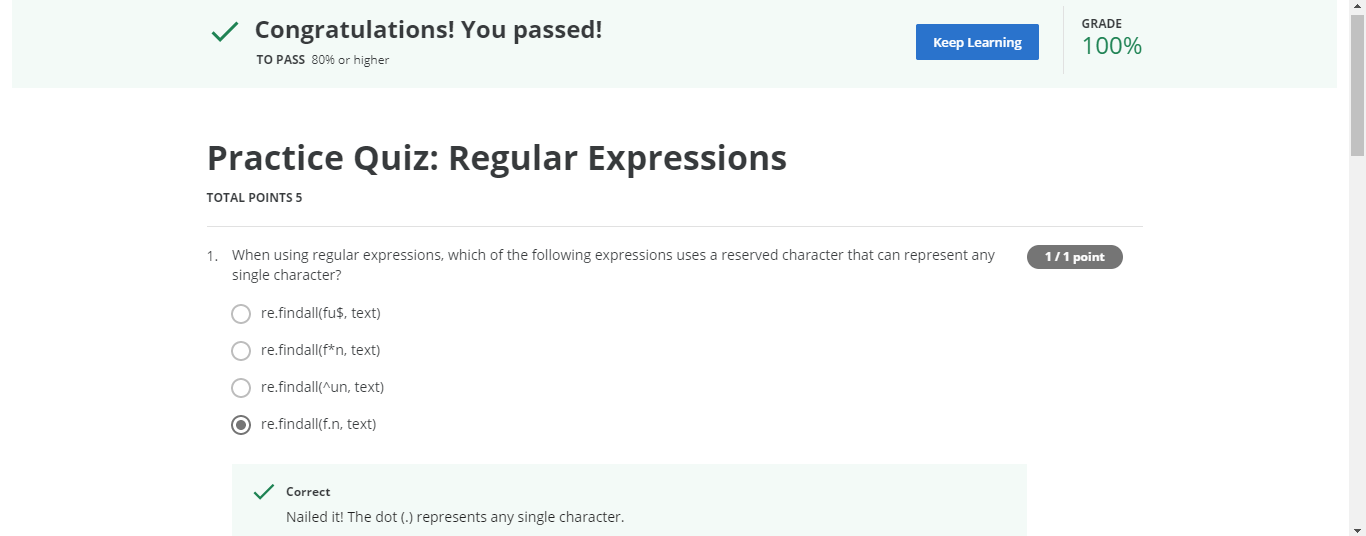 Congratulations! You passed!
TO PASS 80% or higher
Keep Learning
GRADE
100%
Practice Quiz: Regular Expressions
TOTAL POINTS 5
1. When using regular expressions, which of the following expressions uses a reserved character that can represent any
single character?
1 / 1 point
re.findall(fu$, text)
re.findall(f*n, text)
re.findall(^un, text)
re.findall(f.n, text)
Correct
Nailed it! The dot (.) represents any single character.